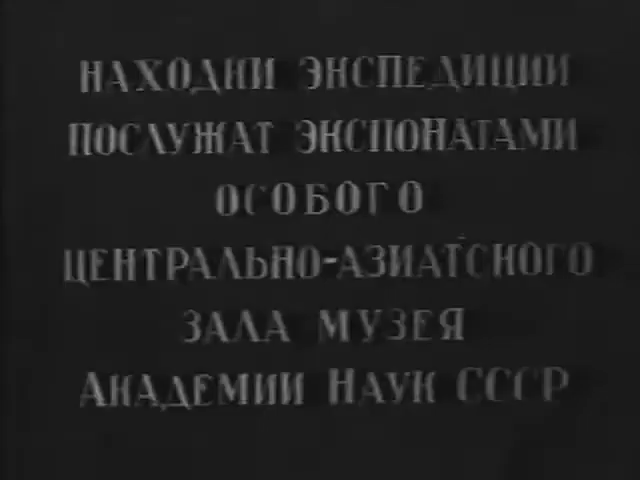 НАХОДКИ ЭКСПЕДИЦИИ
ПОСЛУЖАТ ЭКСПОНАТАМИ
ОСОБОГО
ЦЕНТРАЛЬНО-АЗИАТСКОГО
ЗАЛА МУЗЕЯ
АКАДЕМИИ НАУК СССР